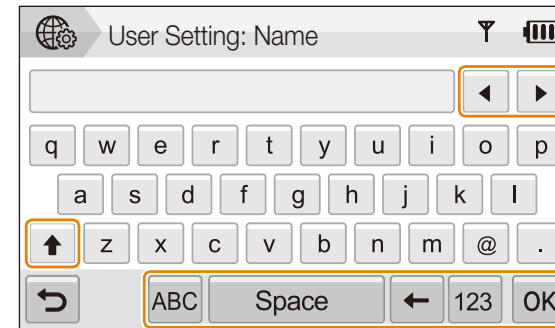 User Setting: Name
q w e r t y u i o p
a s d f g h j k l
z x c v b n m @ .
ABC Space 123 OK